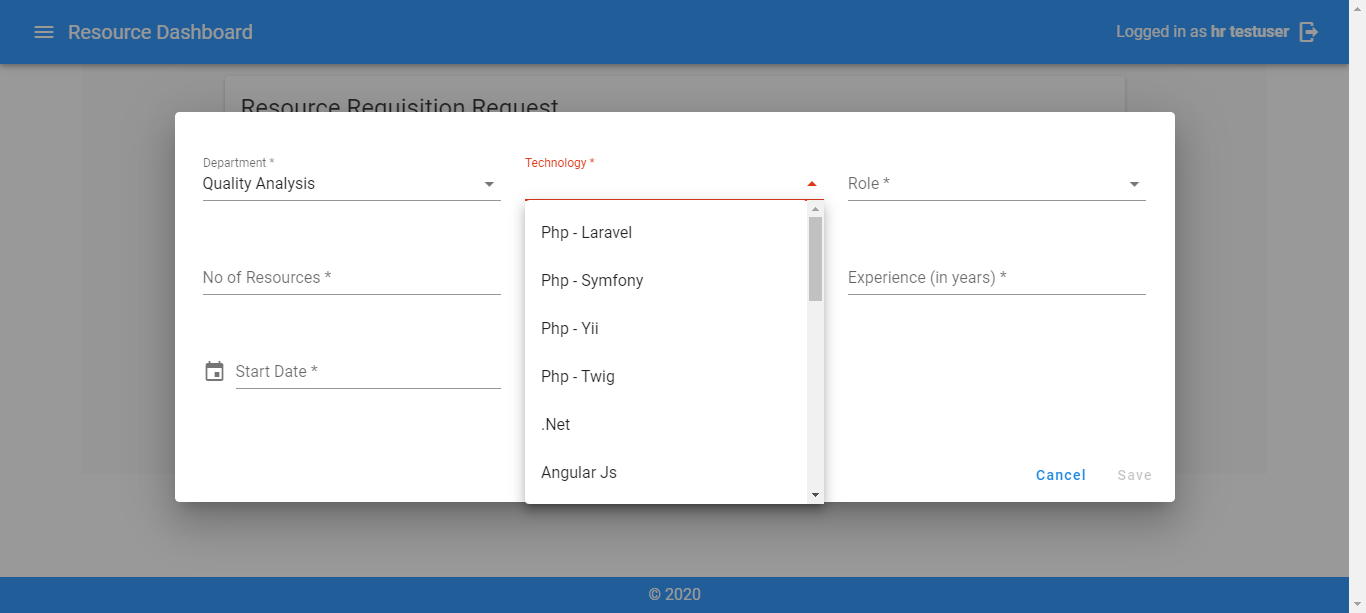 Resource Dashboard
Logged in as hr testuser
Resource Requisition Request
Department *
Quality Analysis
Technology *
Role *
Php - Laravel
Php - Symfony
Php - Yii
Php - Twig
.Net
Angular Js
No of Resources *
Experience (in years) *
Start Date *
Cancel
Save
© 2020